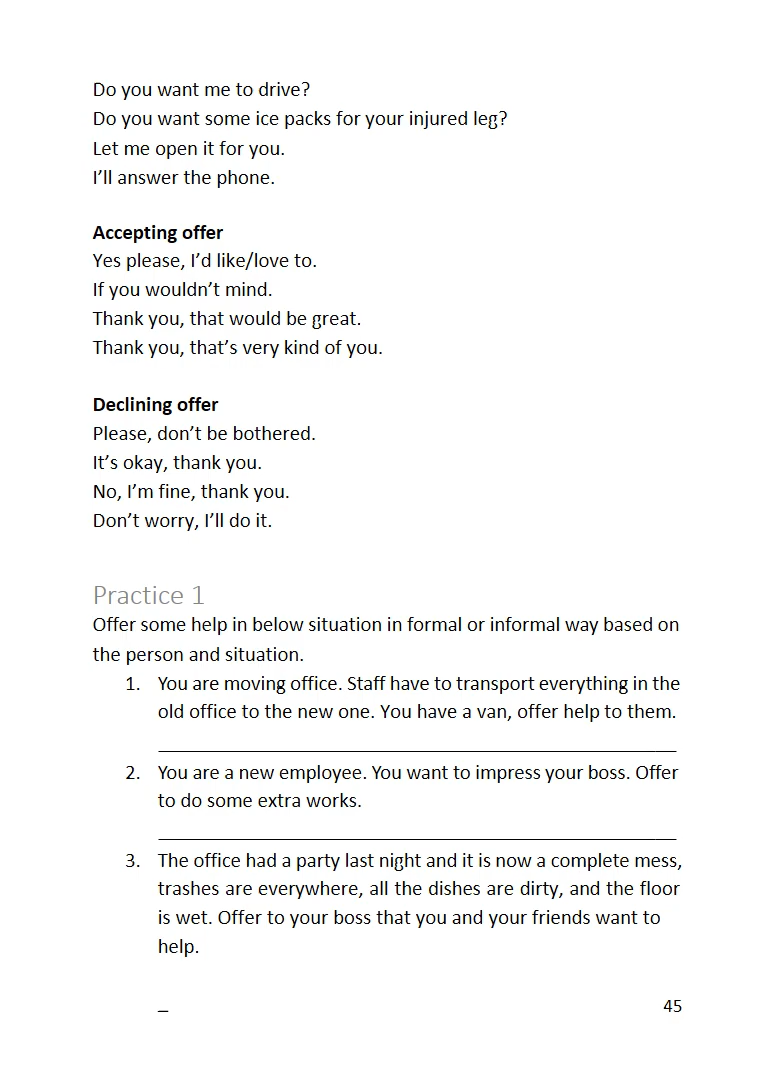 Do you want me to drive?
Do you want some ice packs for your injured leg?
Let me open it for you.
I’ll answer the phone.
Accepting offer
Yes please, I’d like/love to.
If you wouldn’t mind.
Thank you, that would be great.
Thank you, that’s very kind of you.
Declining offer
Please, don’t be bothered.
It’s okay, thank you.
No, I’m fine, thank you.
Don’t worry, I’ll do it.
Practice 1
Offer some help in below situation in formal or informal way based on
the person and situation.
1. You are moving office. Staff have to transport everything in the
old office to the new one. You have a van, offer help to them.
2. You are a new employee. You want to impress your boss. Offer
to do some extra works.
3. The office had a party last night and it is now a complete mess,
trashes are everywhere, all the dishes are dirty, and the floor
is wet. Offer to your boss that you and your friends want to
help.
45